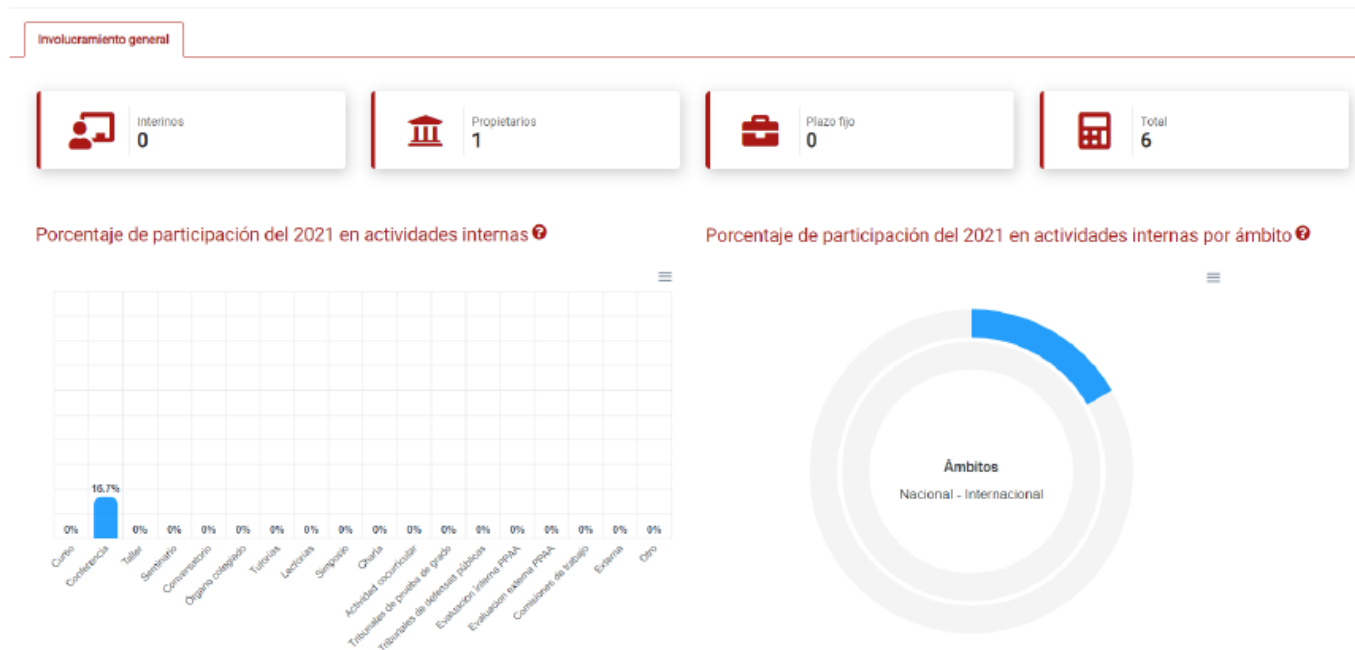 Involucramiento general
Interinos
0
Propietarios
1
Plazo fijo
0
Total
6
Porcentaje de participación del 2021 en actividades internas
Porcentaje de participación del 2021 en actividades internas por ámbito
16.7%
0% 0% 0% 0% 0% 0% 0% 0% 0% 0% 0% 0% 0% 0% 0% 0% 0%
Curso
Conferencia
Taller
Seminario
Conversatorio
Órgano colegiado
Tutorías
Lectorías
Simposio
Charla
Actividad cocurricular
Tribunales de prueba de grado
Tribunales de defensas públicas
Evaluacion interna PPAA
Evaluacion externa PPAA
Comisiones de trabajo
Externa
Otro
Ámbitos
Nacional - Internacional